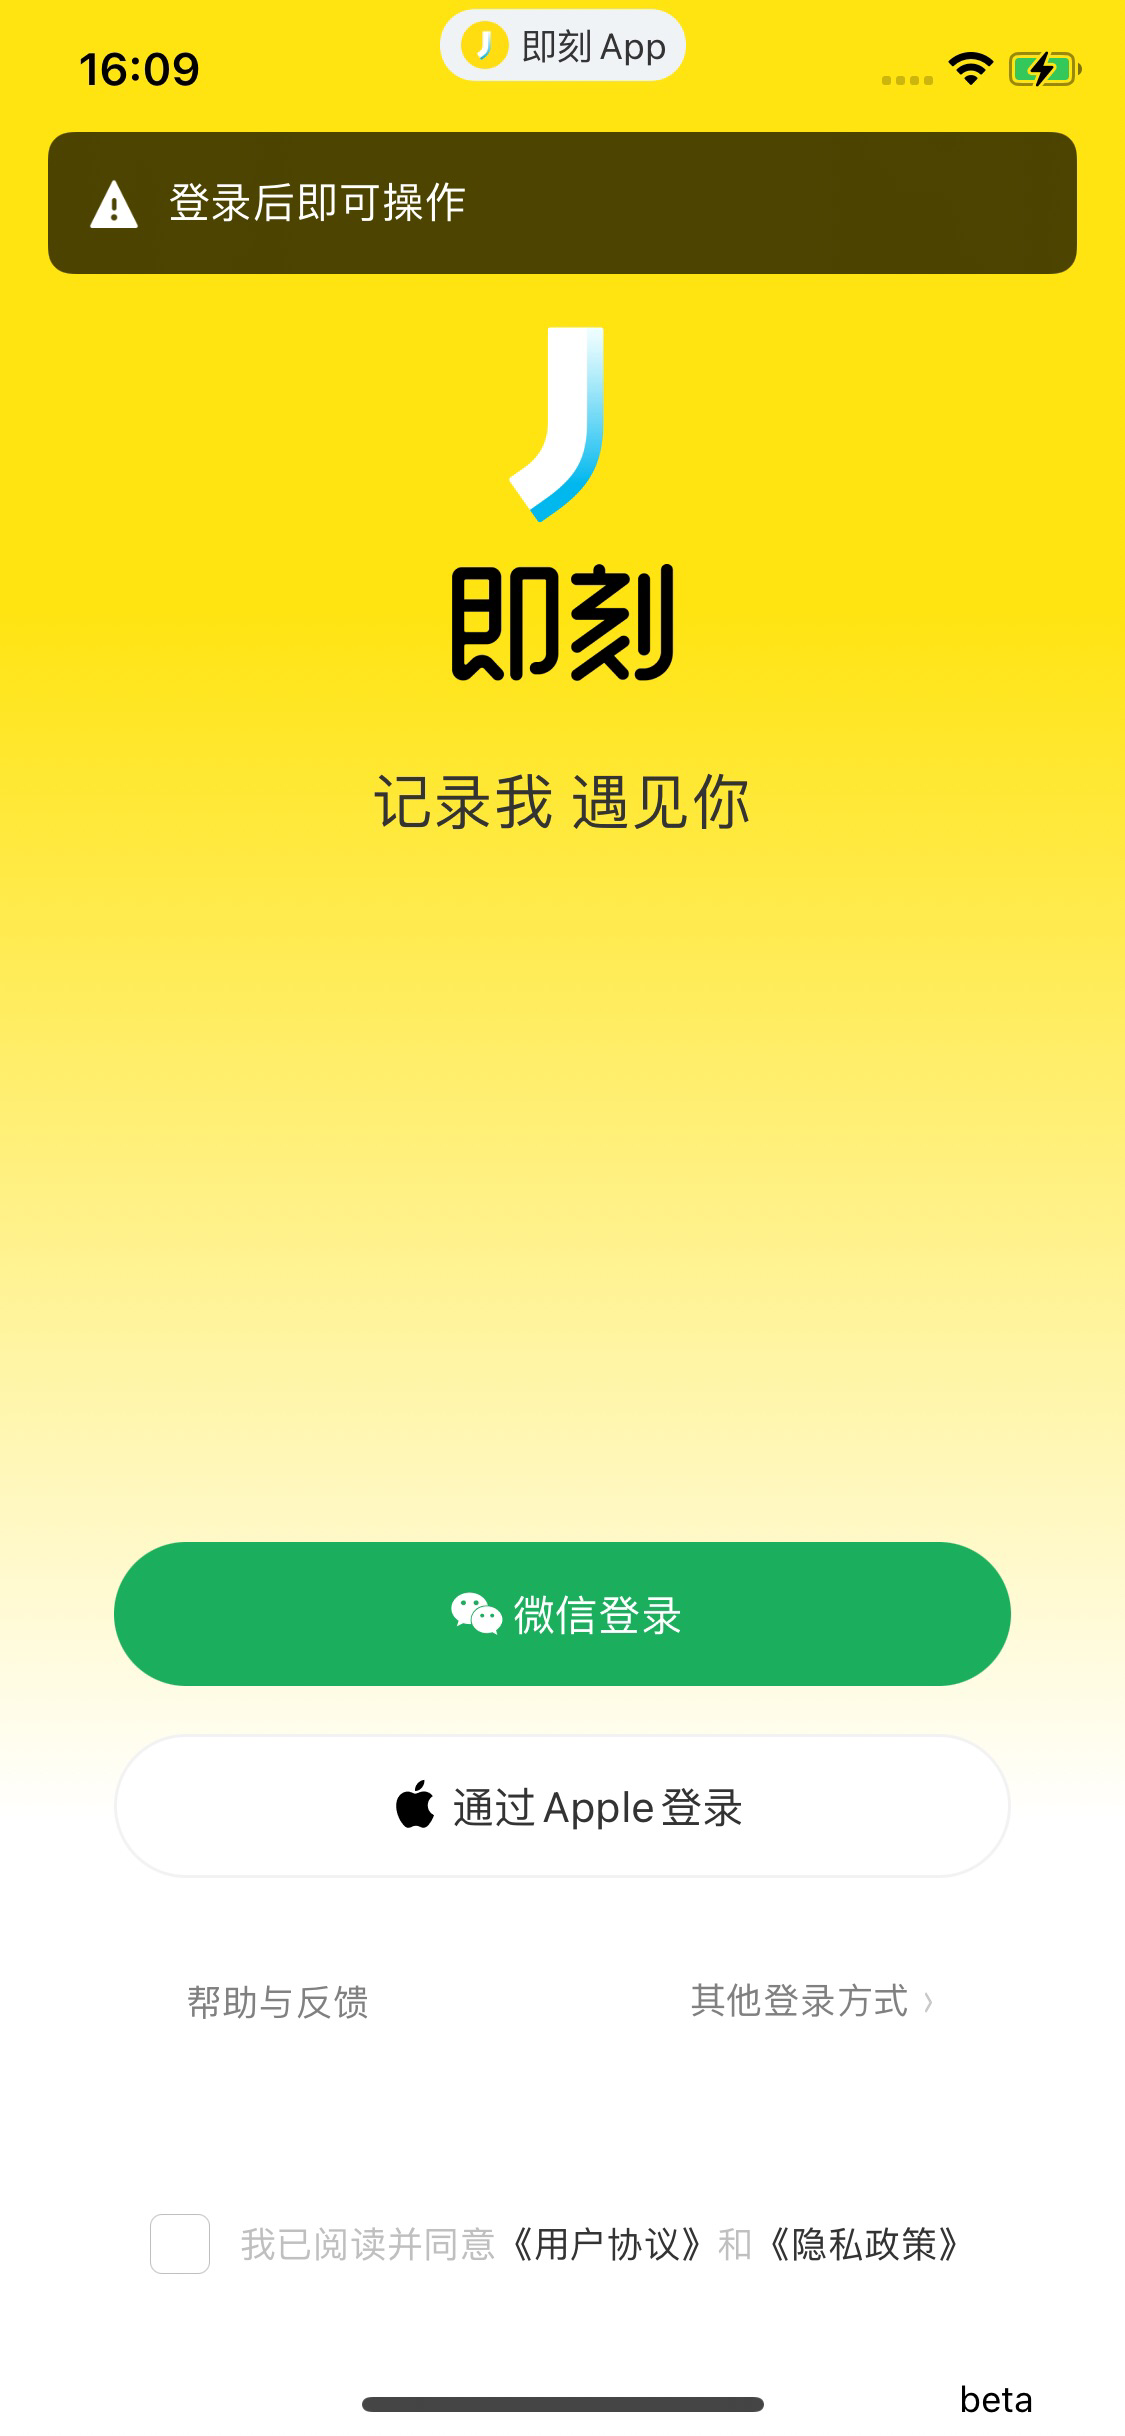 即刻 App
16:09
登录后即可操作
即刻
记录我 遇见你
微信登录
通过 Apple 登录
帮助与反馈
其他登录方式 〉
我已阅读并同意《用户协议》和《隐私政策》
beta